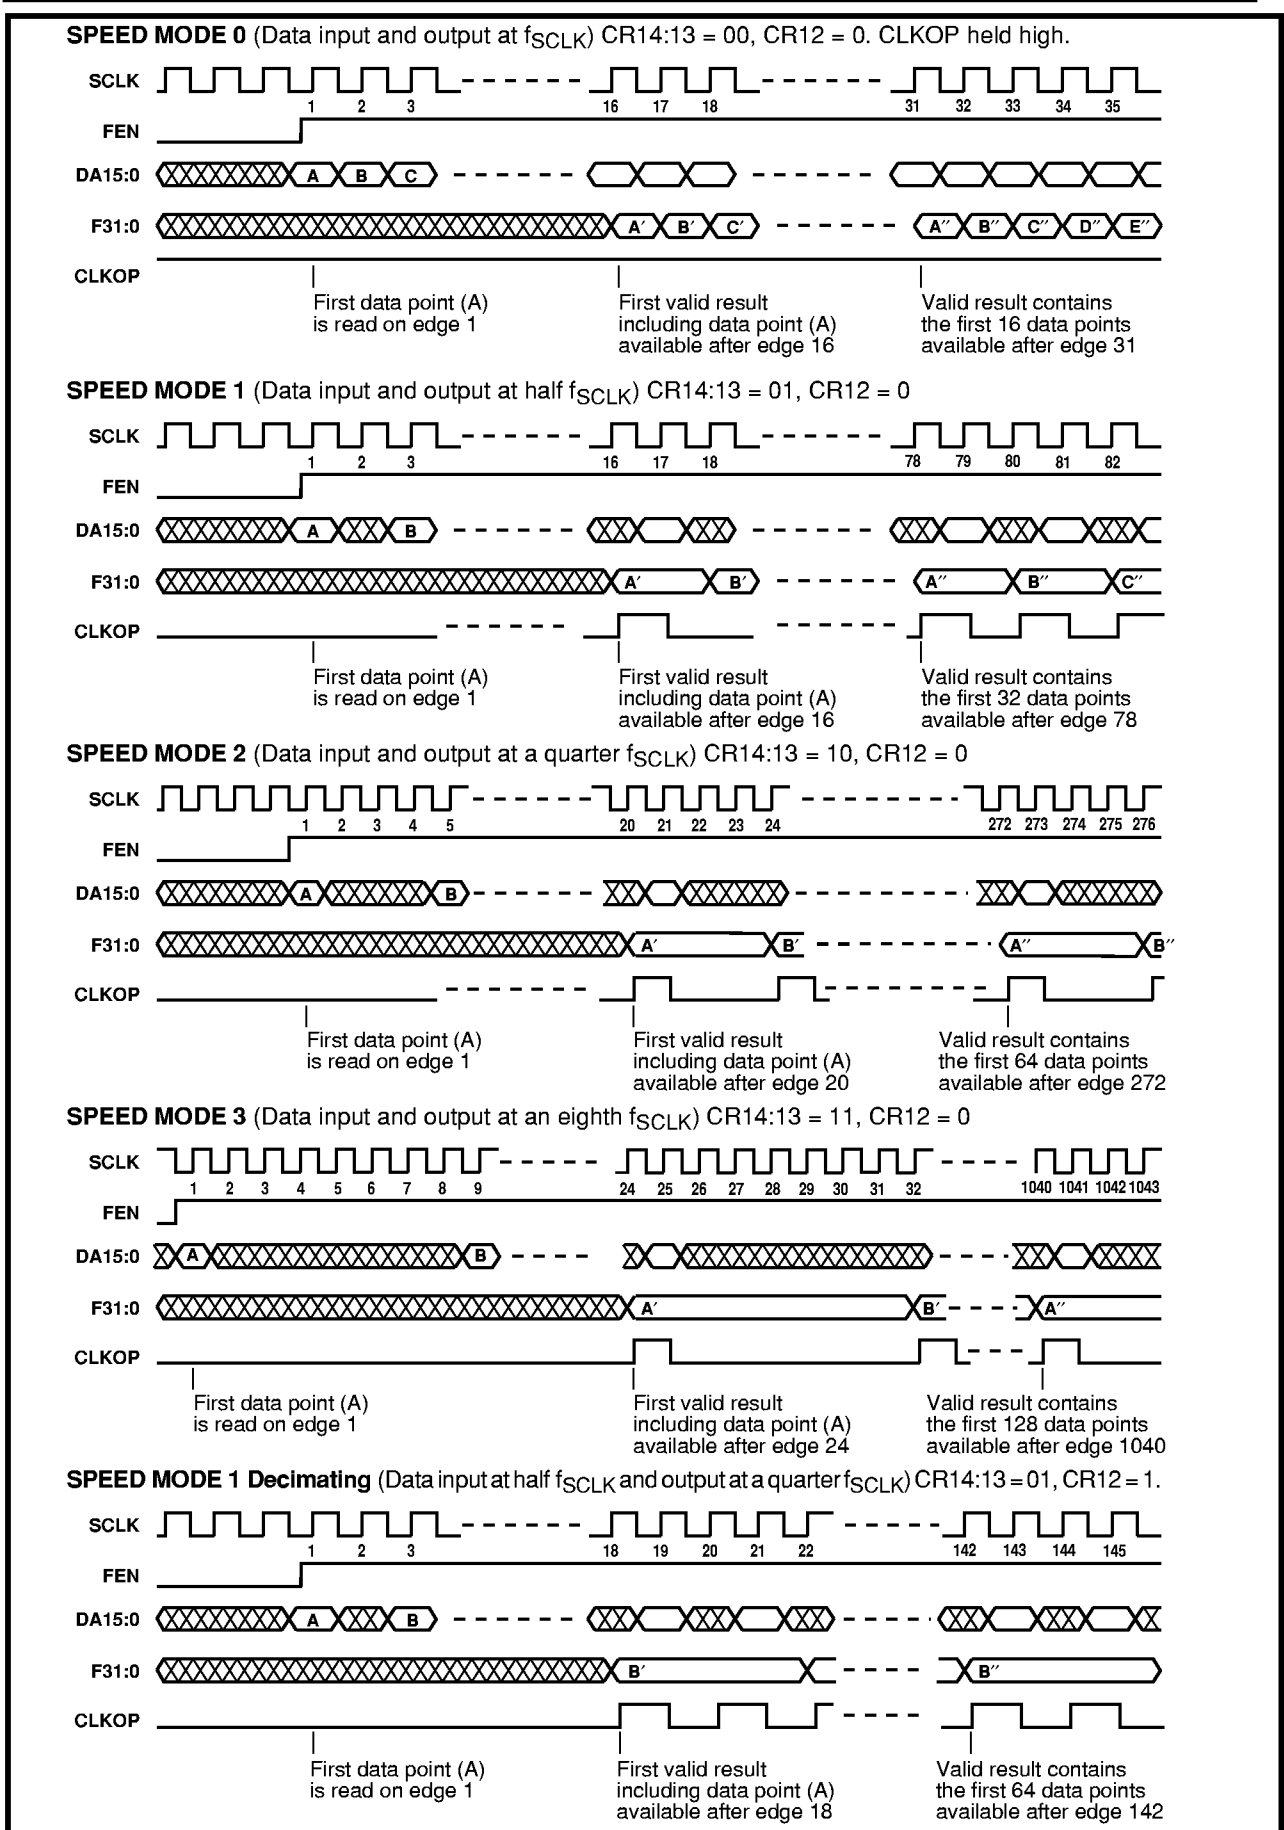 SPEED MODE 0 (Data input and output at fSCLK) CR14:13 = 00, CR12 = 0. CLKOP held high.
SCLK
1 2 3 16 17 18 31 32 33 34 35
FEN
DA15:0 A B C
F31:0 A′ B′ C′ A″ B″ C″ D″ E″
CLKOP
First data point (A) First valid result Valid result contains
is read on edge 1 including data point (A) the first 16 data points
available after edge 16 available after edge 31
SPEED MODE 1 (Data input and output at half fSCLK) CR14:13 = 01, CR12 = 0
SCLK
1 2 3 16 17 18 78 79 80 81 82
FEN
DA15:0 A B
F31:0 A′ B′ A″ B″ C″
CLKOP
First data point (A) First valid result Valid result contains
is read on edge 1 including data point (A) the first 32 data points
available after edge 16 available after edge 78
SPEED MODE 2 (Data input and output at a quarter fSCLK) CR14:13 = 10, CR12 = 0
SCLK
1 2 3 4 5 20 21 22 23 24 272 273 274 275 276
FEN
DA15:0 A B
F31:0 A′ B′ A″ B″
CLKOP
First data point (A) First valid result Valid result contains
is read on edge 1 including data point (A) the first 64 data points
available after edge 20 available after edge 272
SPEED MODE 3 (Data input and output at an eighth fSCLK) CR14:13 = 11, CR12 = 0
SCLK
1 2 3 4 5 6 7 8 9 24 25 26 27 28 29 30 31 32 1040 1041 1042 1043
FEN
DA15:0 A B
F31:0 A′ B′ A″
CLKOP
First data point (A) First valid result Valid result contains
is read on edge 1 including data point (A) the first 128 data points
available after edge 24 available after edge 1040
SPEED MODE 1 Decimating (Data input at half fSCLK and output at a quarter fSCLK) CR14:13 = 01, CR12 = 1.
SCLK
1 2 3 18 19 20 21 22 142 143 144 145
FEN
DA15:0 A B
F31:0 B′ B″
CLKOP
First data point (A) First valid result Valid result contains
is read on edge 1 including data point (A) the first 64 data points
available after edge 18 available after edge 142